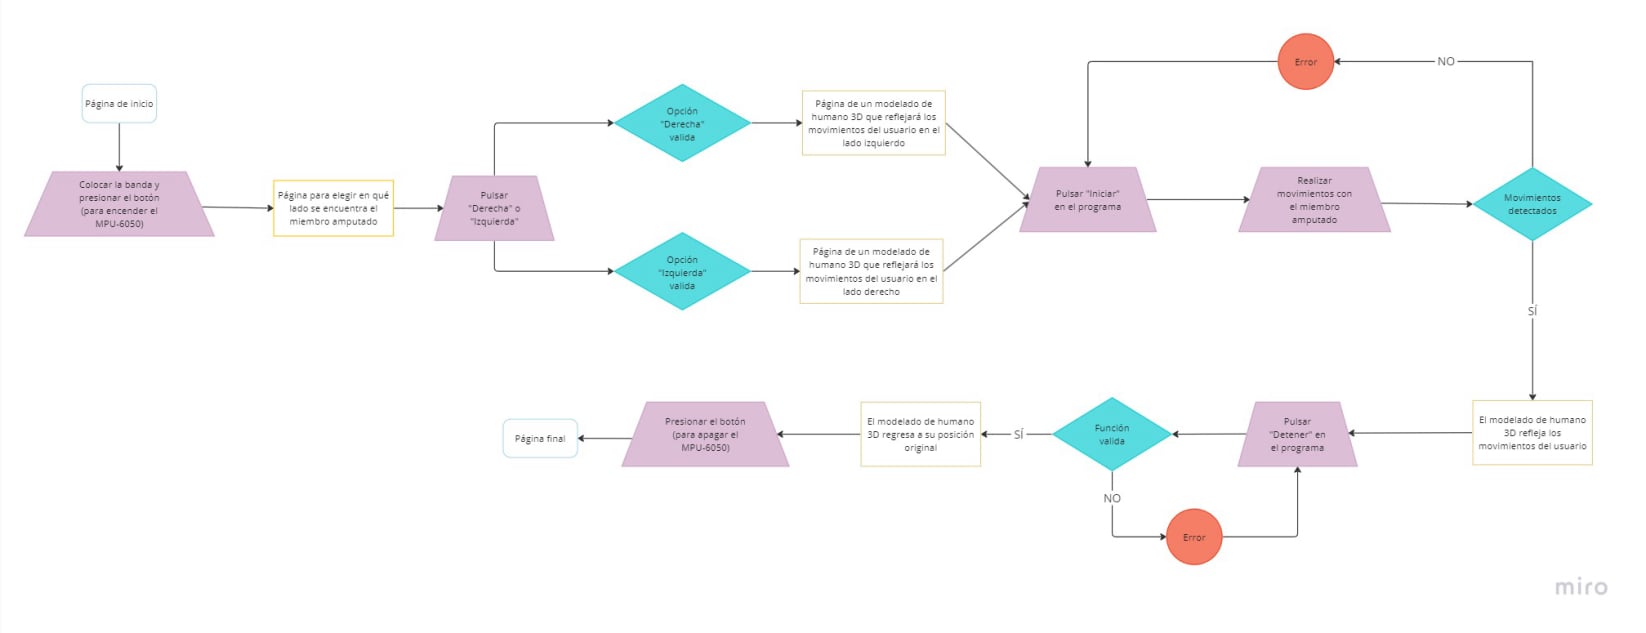 Página de inicio
Colocar la banda y
presionar el botón
(para encender el
MPU-6050)
Página para elegir en qué
lado se encuentra el
miembro amputado
Pulsar
"Derecha" o
"Izquierda"
Opción
"Derecha"
valida
Página de un modelado de
humano 3D que reflejará los
movimientos del usuario en el
lado izquierdo
Opción
"Izquierda"
valida
Página de un modelado de
humano 3D que reflejará los
movimientos del usuario en el
lado derecho
Pulsar "Iniciar"
en el programa
Realizar
movimientos con
el miembro
amputado
Movimientos
detectados
NO
Error
SÍ
El modelado de humano
3D refleja los
movimientos del usuario
Pulsar
"Detener" en
el programa
Función
valida
NO
Error
SÍ
El modelado de humano
3D regresa a su posición
original
Presionar el botón
(para apagar el
MPU-6050)
Página final
miro